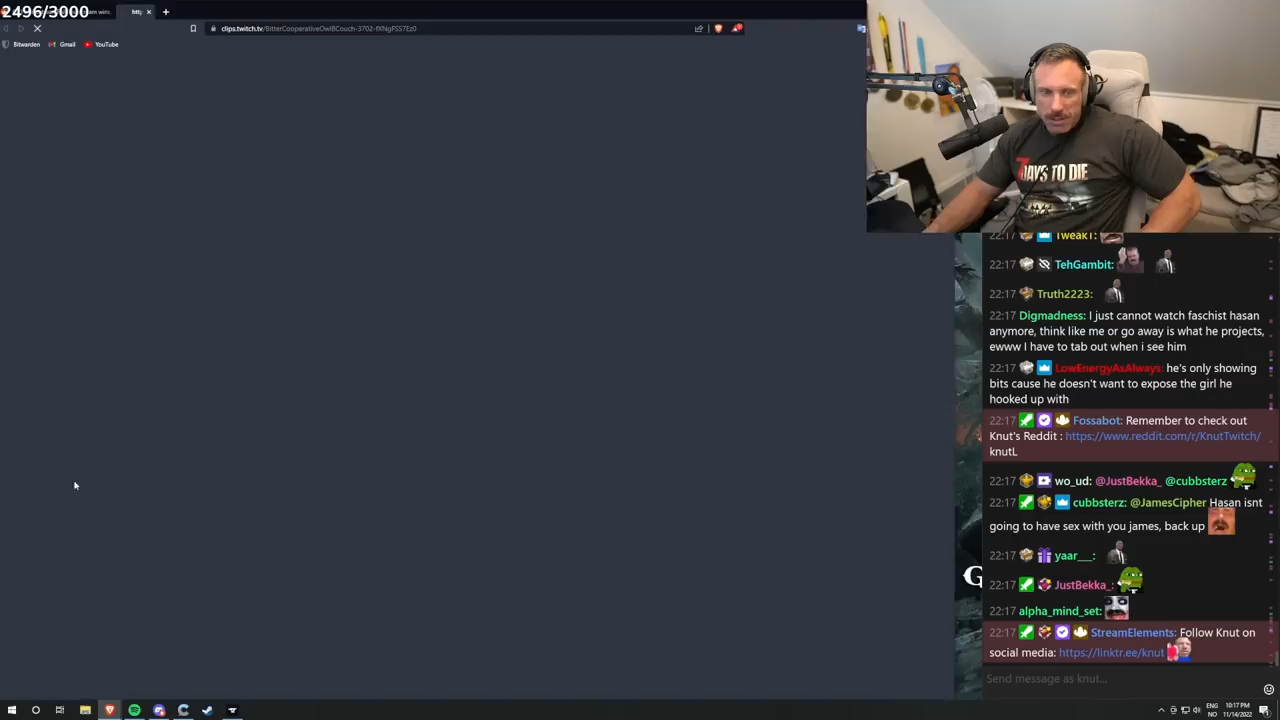 2496/3000
clips.twitch.tv/BitterCooperativeOwlBCouch-3702-fXNgFSS7Ez0
Bitwarden Gmail YouTube
7 DAYS TO DIE
22:17 TweakT:
22:17 TehGambit:
22:17 Truth2223:
22:17 Digmadness: I just cannot watch faschist hasan
anymore, think like me or go away is what he projects,
ewww I have to tab out when i see him
22:17 LowEnergyAsAlways: he's only showing
bits cause he doesn't want to expose the girl he
hooked up with
22:17 Fossabot: Remember to check out
Knut's Reddit : https://www.reddit.com/r/KnutTwitch/
knutL
22:17 wo_ud: @JustBekka_ @cubbsterz
22:17 cubbsterz: @JamesCipher Hasan isnt
going to have sex with you james, back up
22:17 yaar___:
22:17 JustBekka_:
22:17 alpha_mind_set:
22:17 StreamElements: Follow Knut on
social media: https://linktr.ee/knut
Send message as knut...
ENG
NO
10:17 PM
11/14/2022